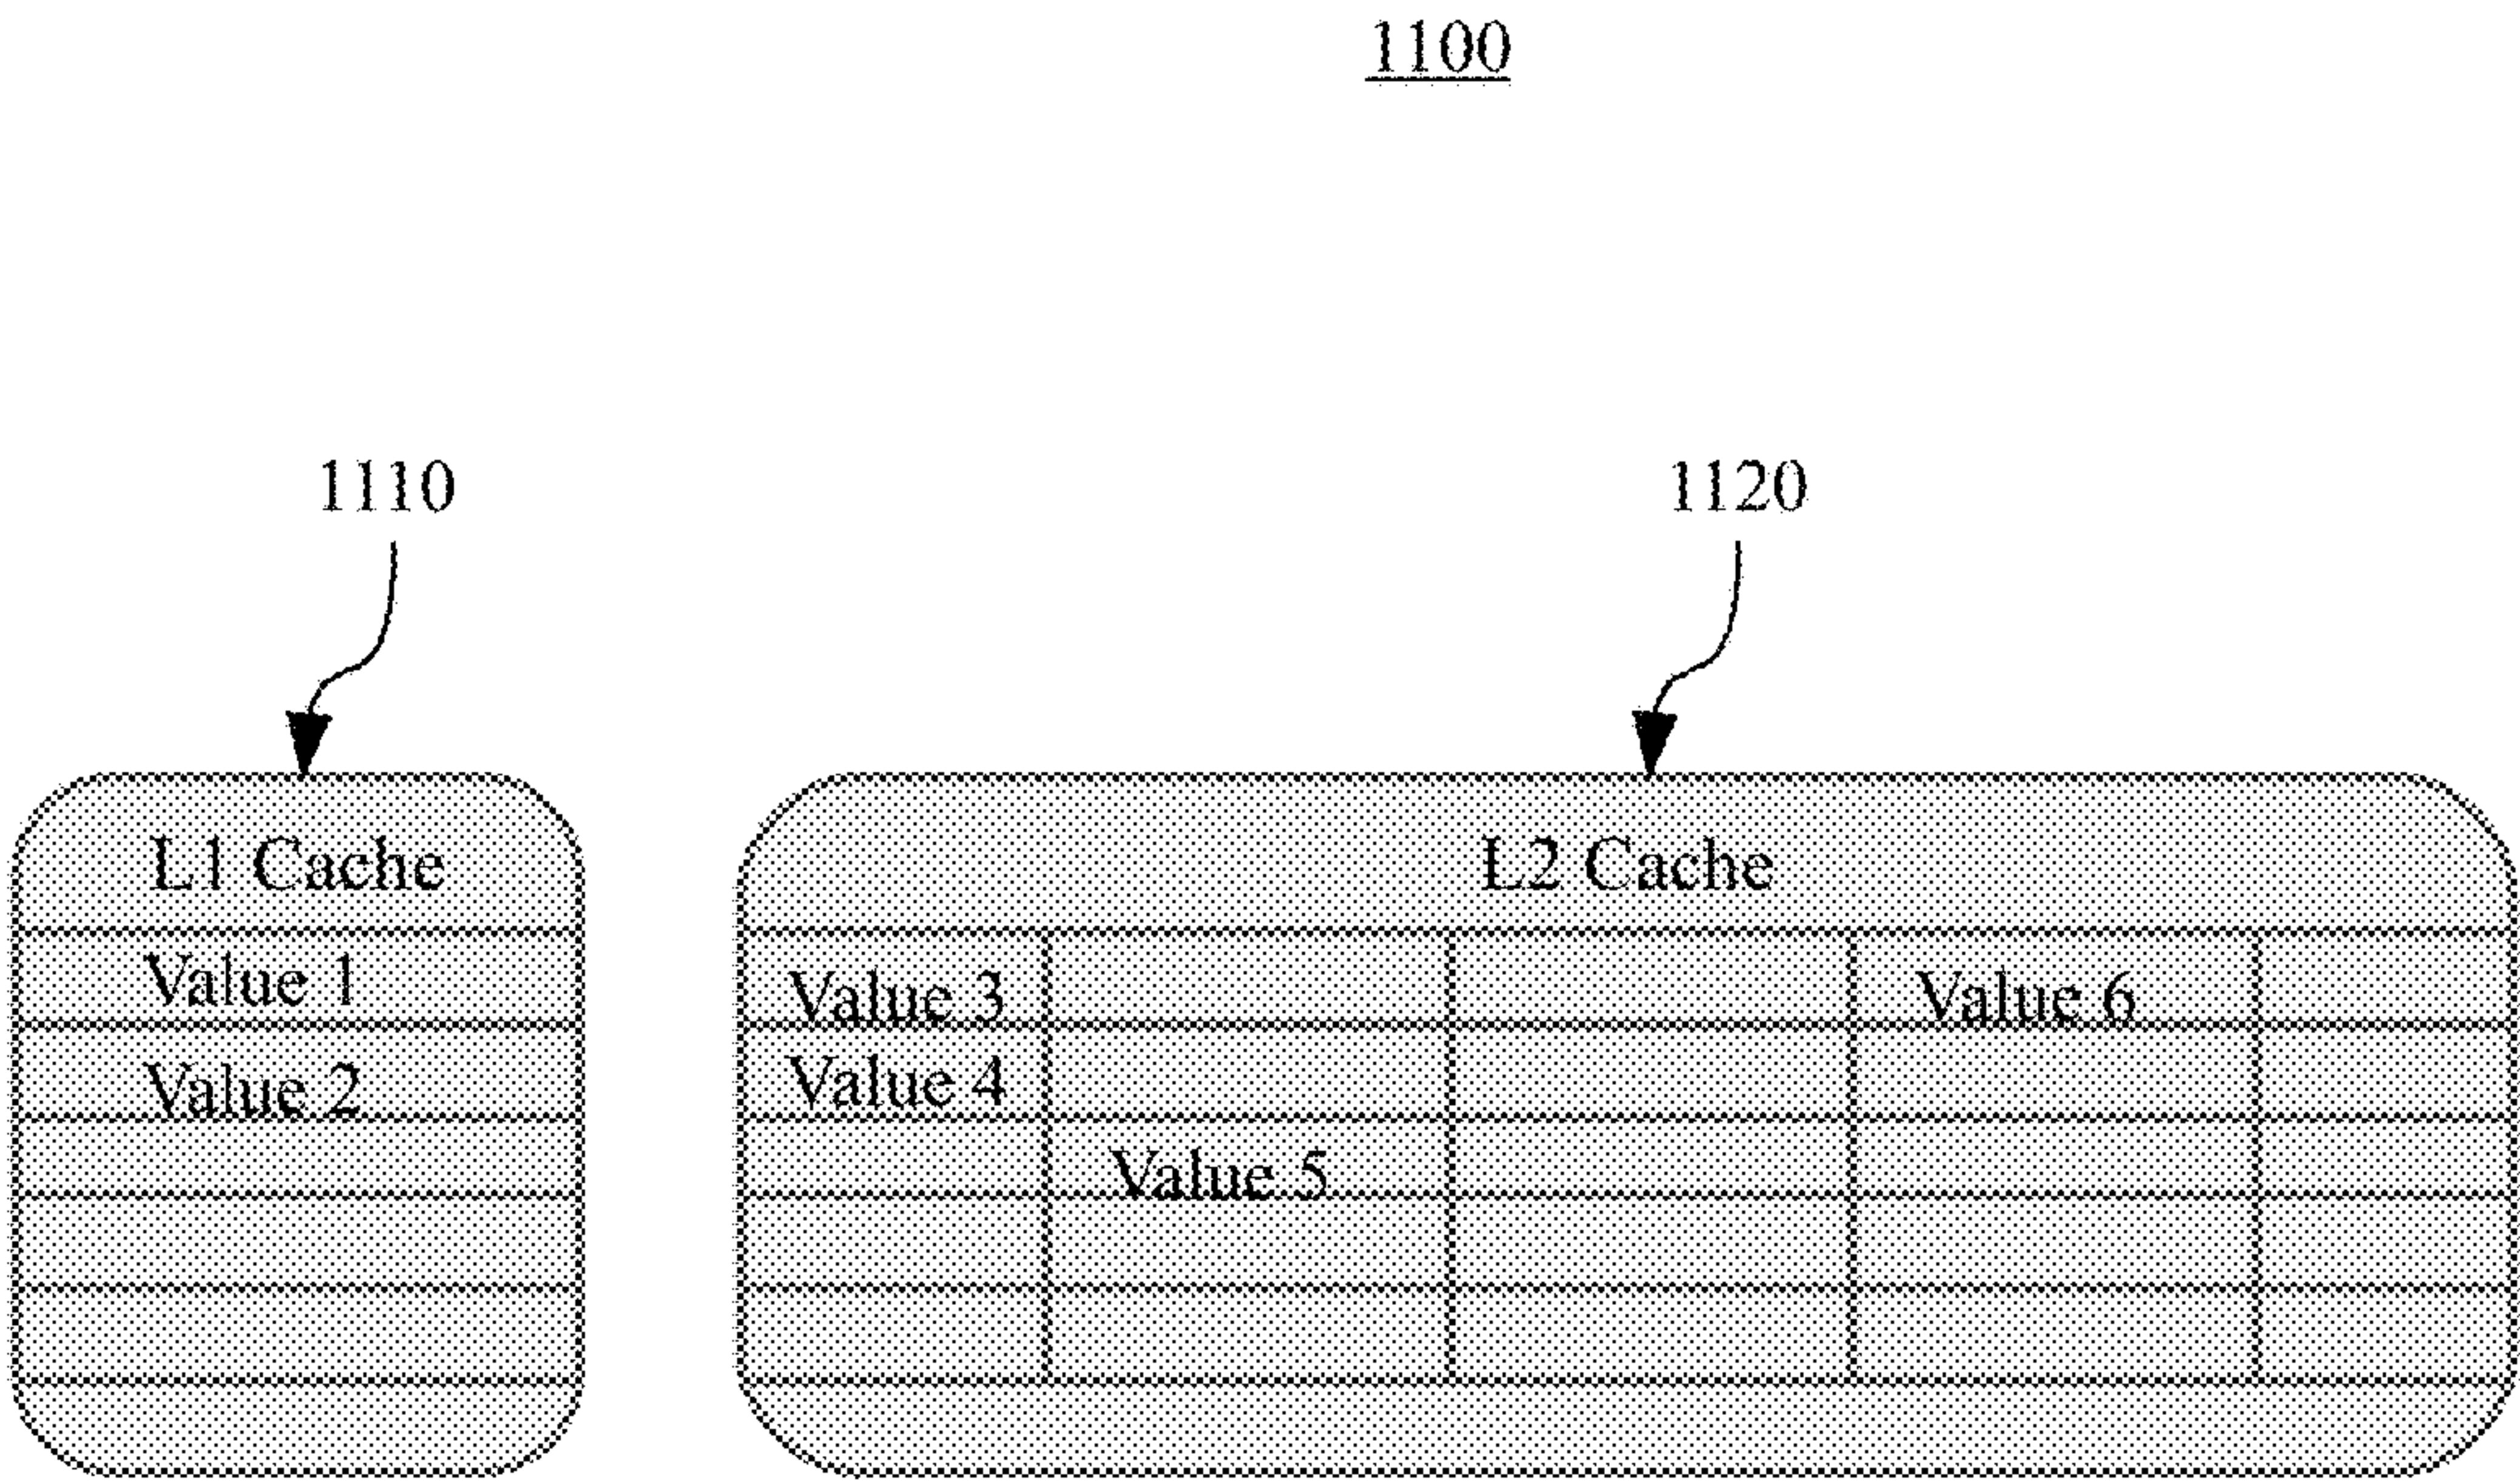 1100
1110
1120
L1 Cache
Value 1
Value 2
L2 Cache
Value 3
Value 6
Value 4
Value 5